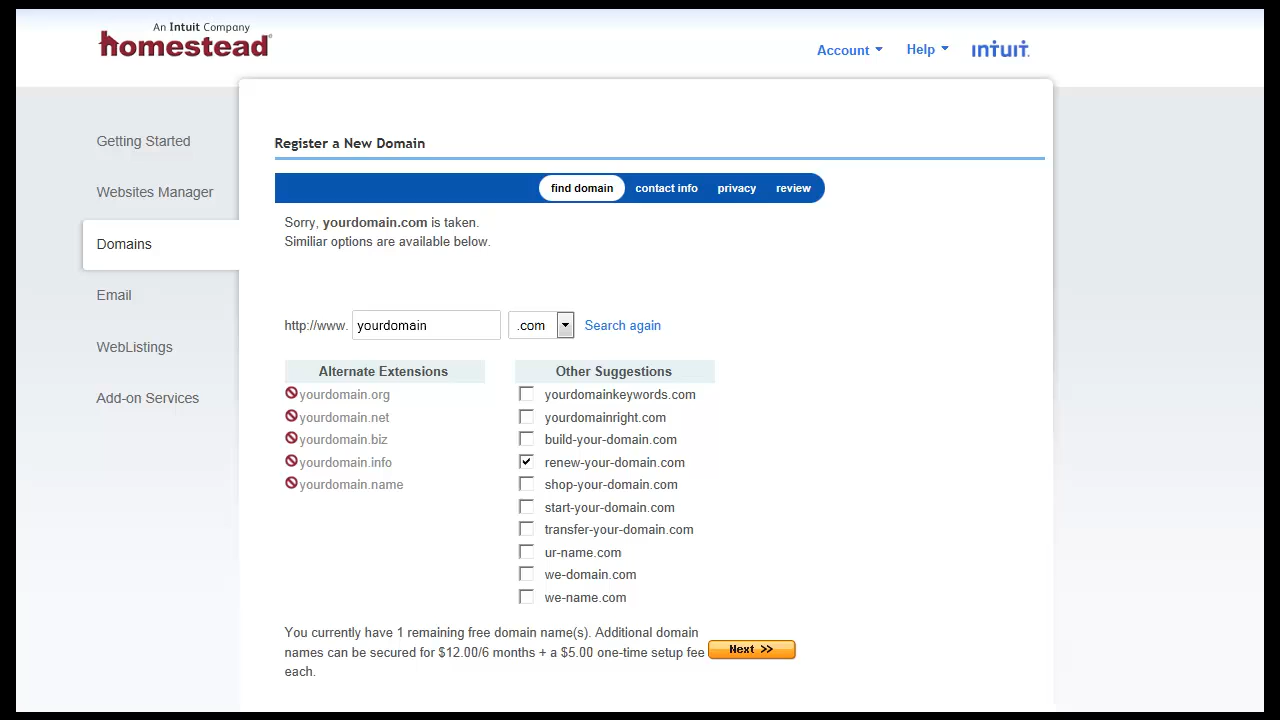 An Intuit Company
homestead
Account
Help
intuit
Getting Started
Websites Manager
Domains
Email
WebListings
Add-on Services
Register a New Domain
find domain contact info privacy review
Sorry, yourdomain.com is taken.
Similiar options are available below.
http://www. yourdomain .com Search again
Alternate Extensions
yourdomain.org
yourdomain.net
yourdomain.biz
yourdomain.info
yourdomain.name
Other Suggestions
yourdomainkeywords.com
yourdomainright.com
build-your-domain.com
renew-your-domain.com
shop-your-domain.com
start-your-domain.com
transfer-your-domain.com
ur-name.com
we-domain.com
we-name.com
You currently have 1 remaining free domain name(s). Additional domain
names can be secured for $12.00/6 months + a $5.00 one-time setup fee
each.
Next >>